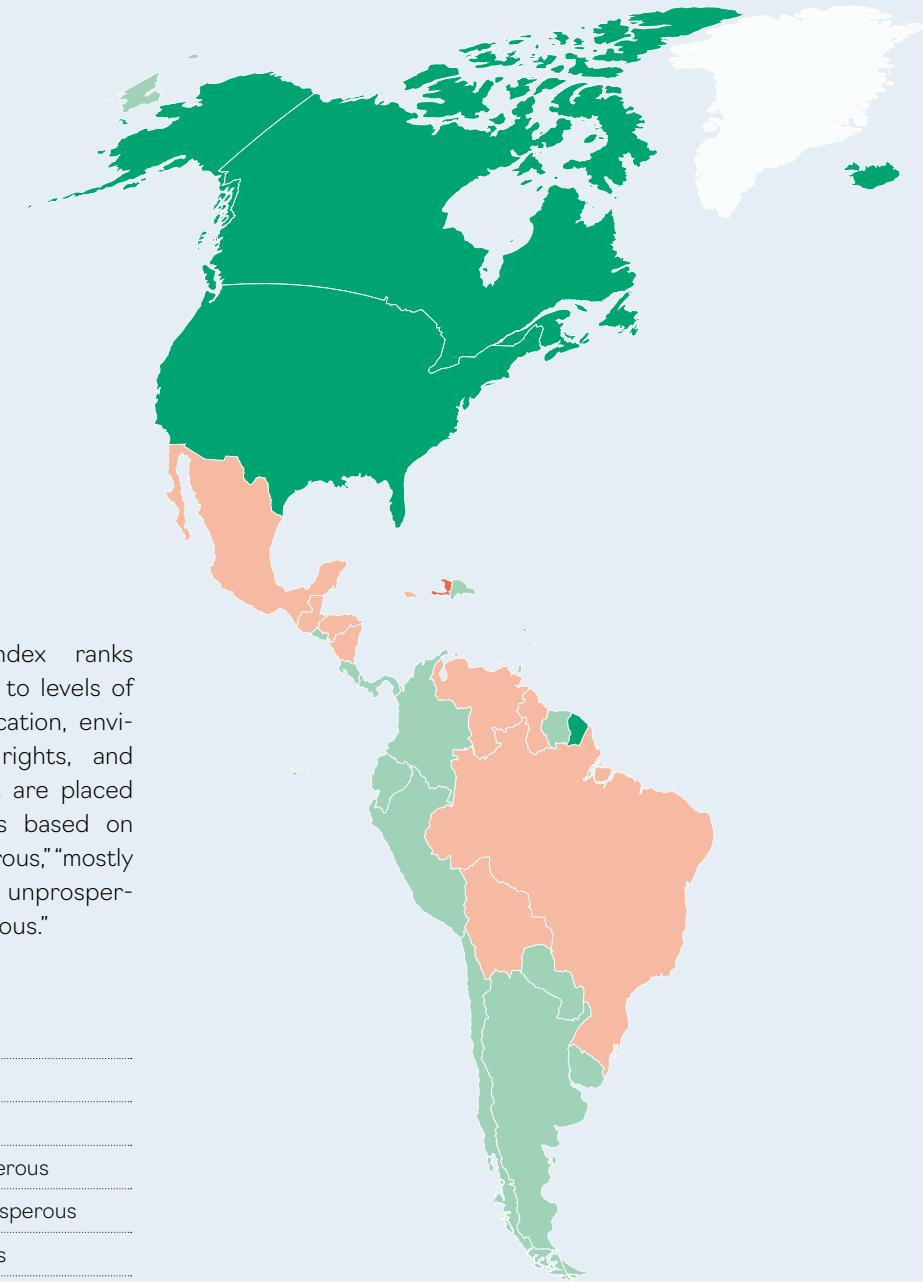 ndex ranks
to levels of
cation, envi-
rights, and
are placed
s based on
rous,” “mostly
unprosper-
ous.”
erous
sperous
s